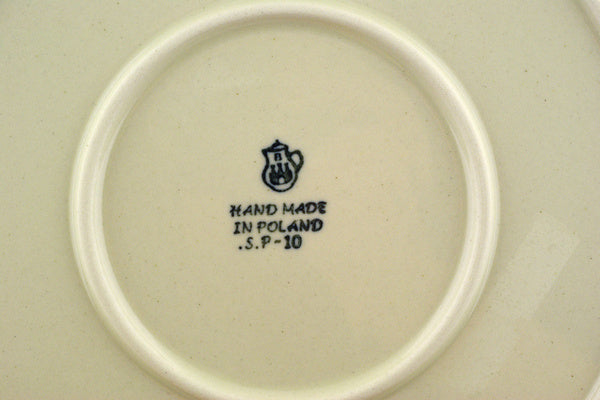 B
HAND MADE
IN POLAND
.S.P-10